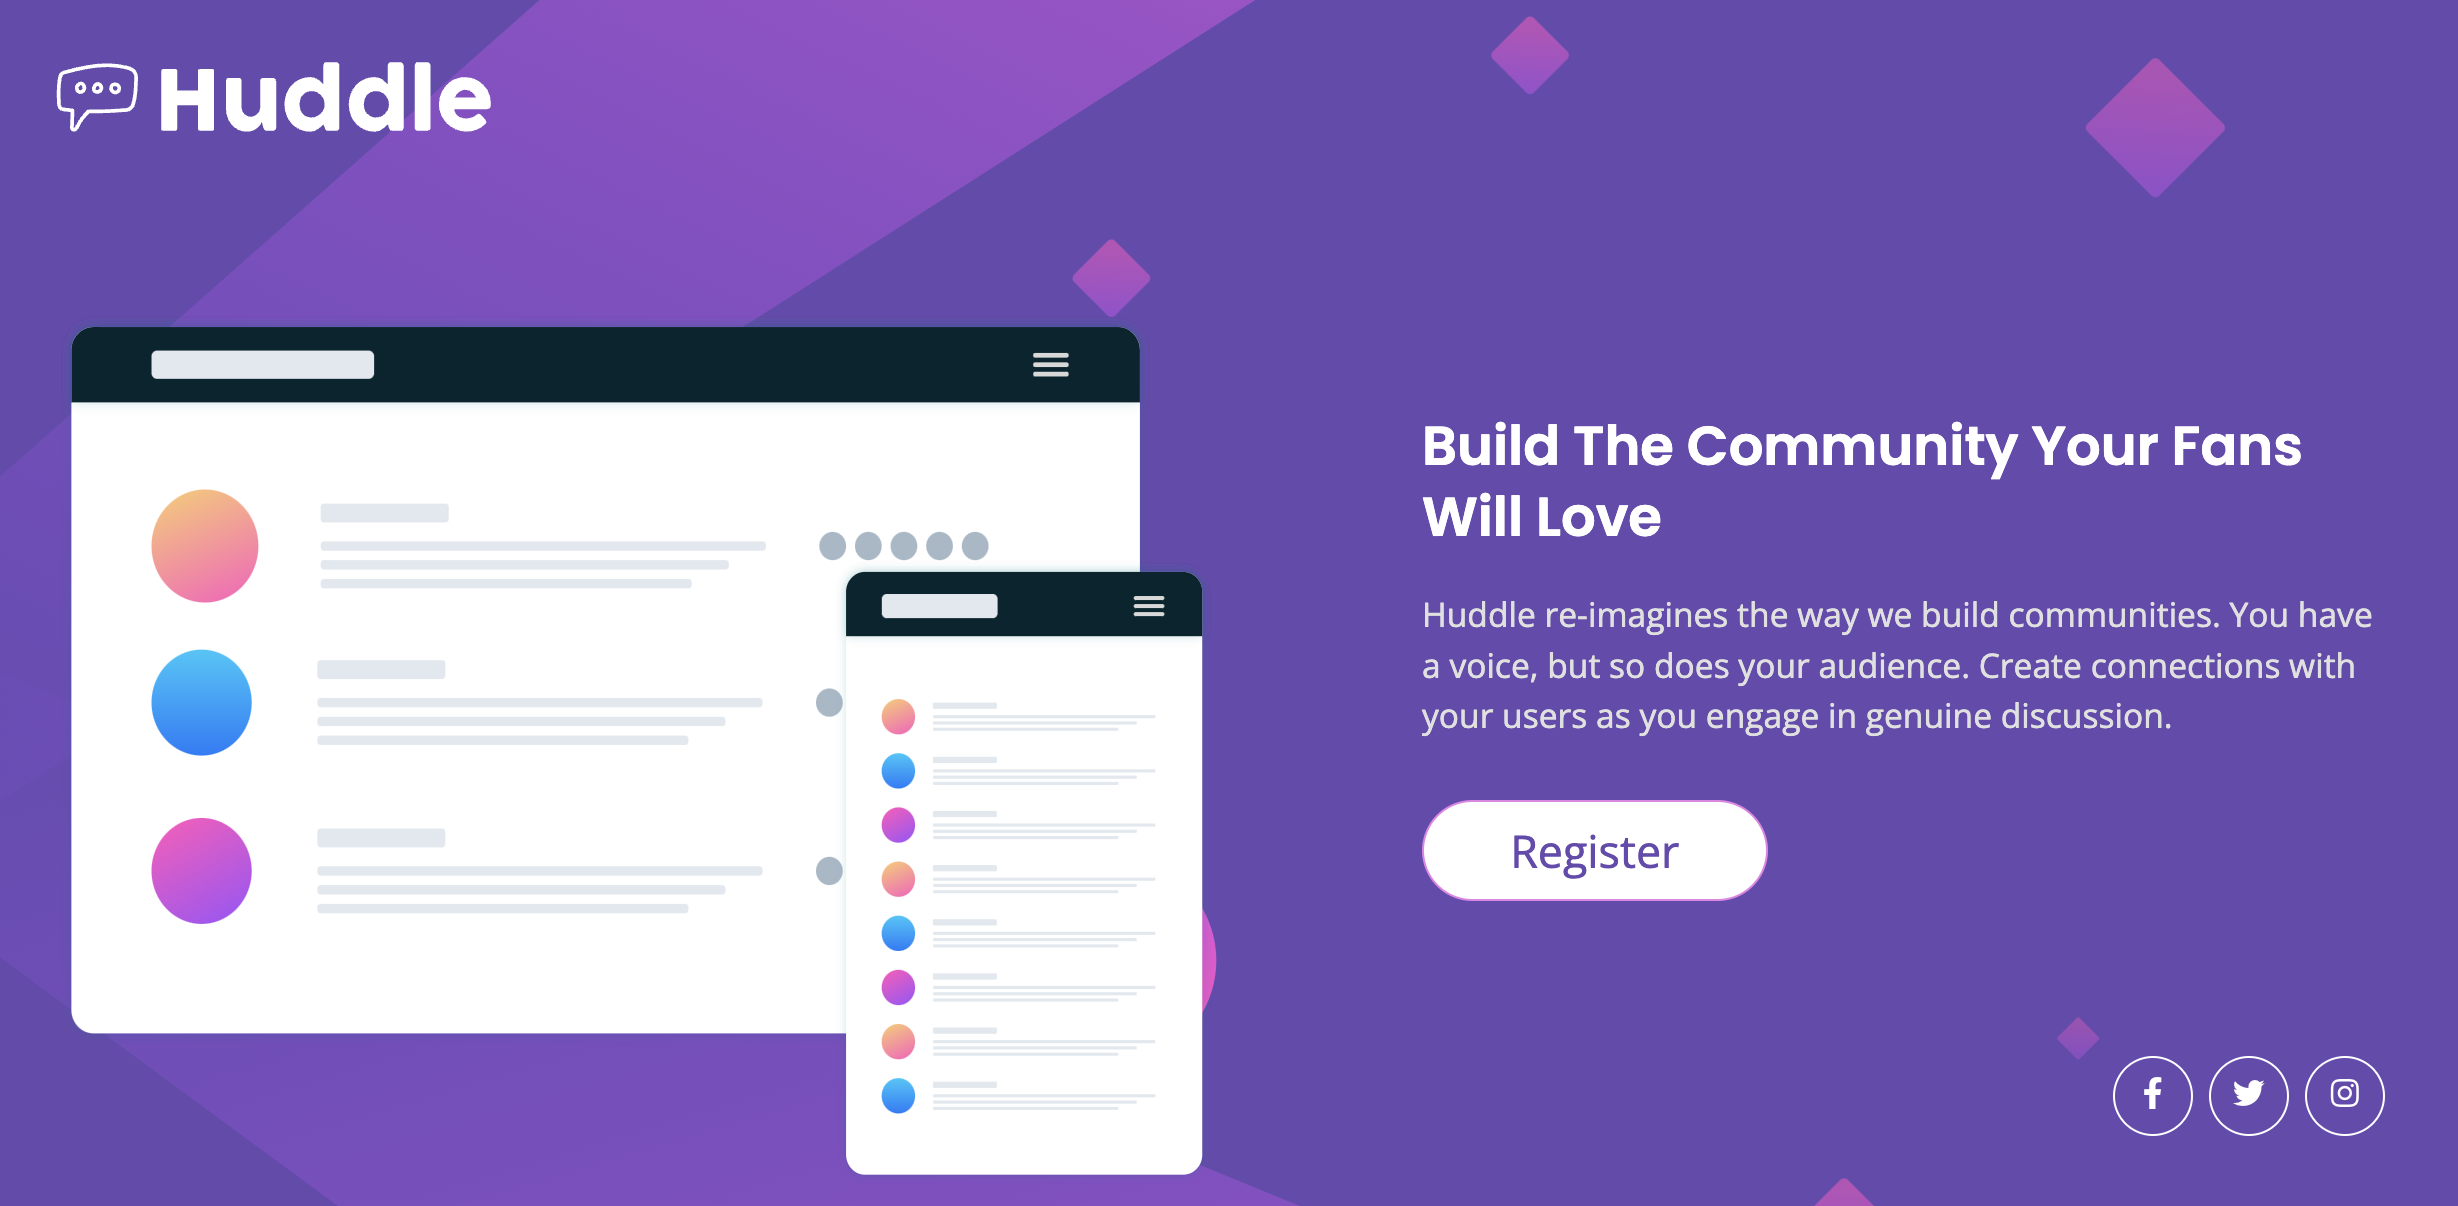 Huddle
Build The Community Your Fans
Will Love
Huddle re-imagines the way we build communities. You have
a voice, but so does your audience. Create connections with
your users as you engage in genuine discussion.
Register